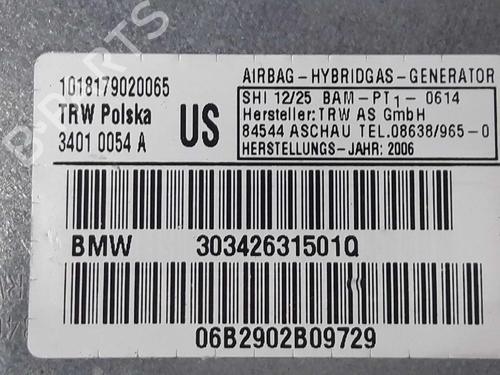 1018179020065
TRW Polska
3401 0054 A
US
AIRBAG-HYBRIDGAS-GENERATOR
SHI 12/25 BAM-PT1-0614
Hersteller:TRW AS GmbH
84544 ASCHAU TEL.08638/965-0
HERSTELLUNGS-JAHR: 2006
BMW 30342631501Q
06B2902B09729